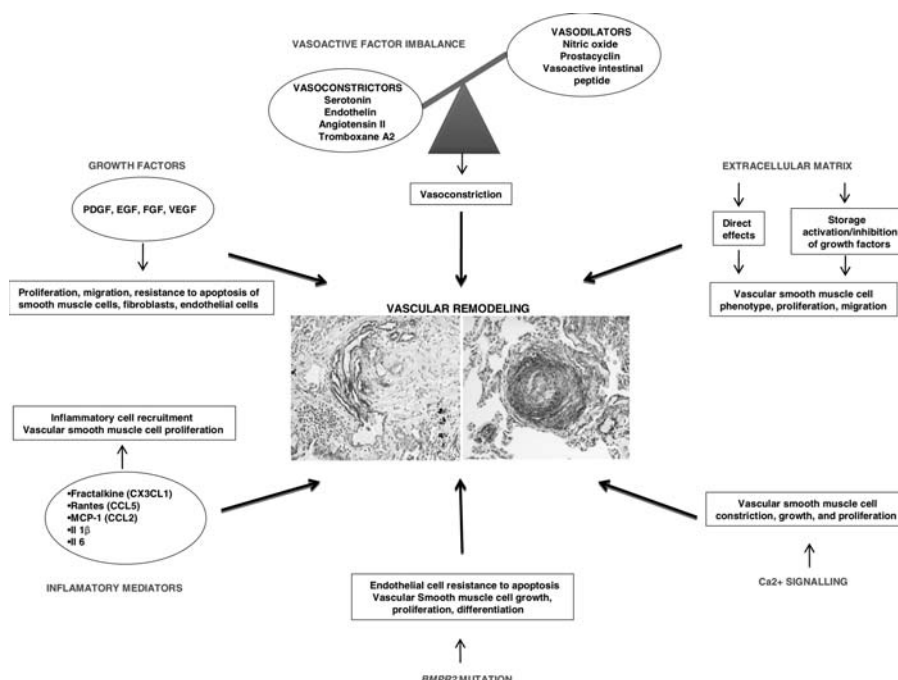 VASOACTIVE FACTOR IMBALANCE
VASODILATORS
Nitric oxide
Prostacyclin
Vasoactive intestinal
peptide
VASOCONSTRICTORS
Serotonin
Endothelin
Angiotensin II
Tromboxane A2
Vasoconstriction
GROWTH FACTORS
PDGF, EGF, FGF, VEGF
Proliferation, migration, resistance to apoptosis of
smooth muscle cells, fibroblasts, endothelial cells
EXTRACELLULAR MATRIX
Direct
effects
Storage
activation/inhibition
of growth factors
Vascular smooth muscle cell
phenotype, proliferation, migration
VASCULAR REMODELING
Inflammatory cell recruitment
Vascular smooth muscle cell proliferation
•Fractalkine (CX3CL1)
•Rantes (CCL5)
•MCP-1 (CCL2)
•Il 1β
•Il 6
INFLAMATORY MEDIATORS
Endothelial cell resistance to apoptosis
Vascular Smooth muscle cell growth,
proliferation, differentiation
BMPR2 MUTATION
Vascular smooth muscle cell
constriction, growth, and proliferation
Ca2+ SIGNALLING